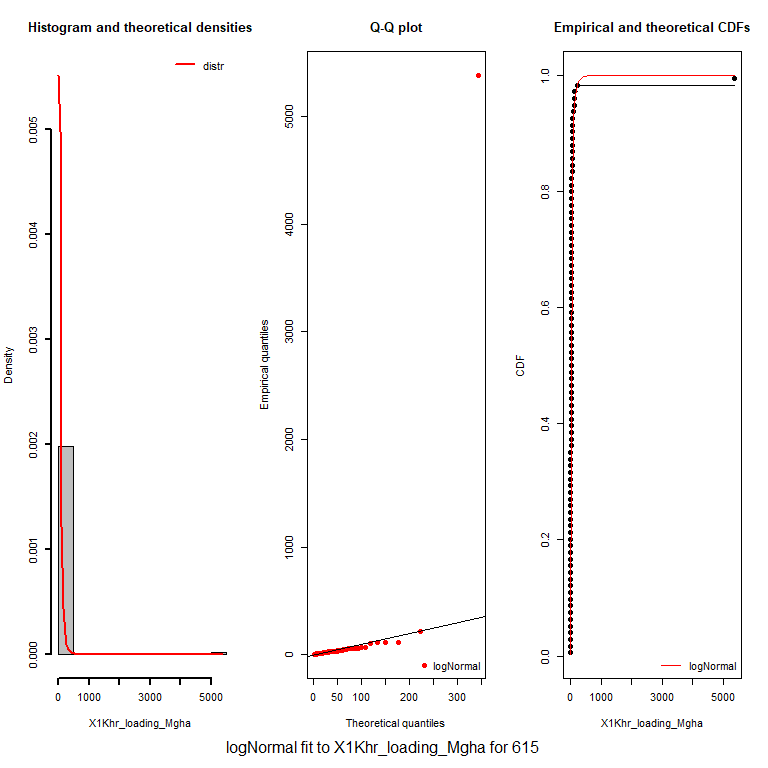 Histogram and theoretical densities
distr
0.005
0.004
0.003
0.002
0.001
0.000
Density
0 1000 3000 5000
X1Khr_loading_Mgha
Q-Q plot
5000
4000
3000
2000
1000
0
Empirical quantiles
logNormal
0 50 100 200 300
Theoretical quantiles
Empirical and theoretical CDFs
1.0
0.8
0.6
0.4
0.2
0.0
CDF
logNormal
0 1000 3000 5000
X1Khr_loading_Mgha
logNormal fit to X1Khr_loading_Mgha for 615